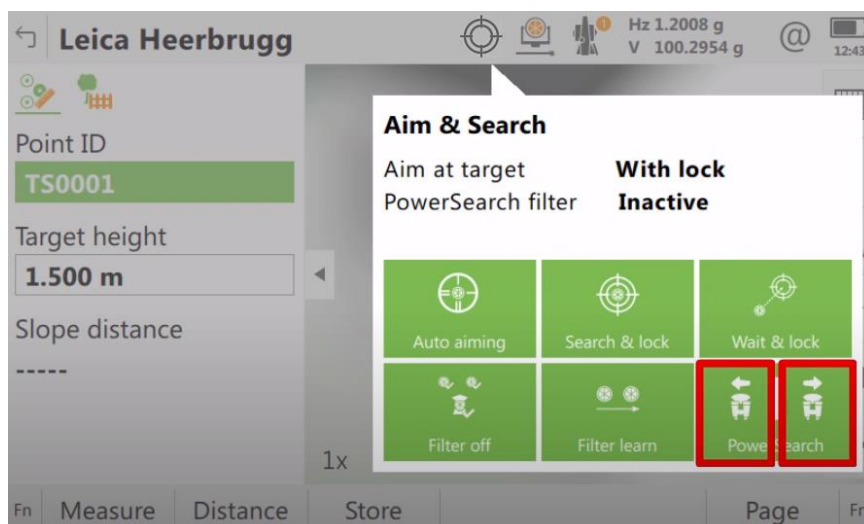 Leica Heerbrugg
1
Hz 1.2008 g
V 100.2954 g
@
12:43
Point ID
TS0001
Target height
1.500 m
Slope distance
-----
1x
Aim & Search
Aim at target With lock
PowerSearch filter Inactive
Auto aiming Search & lock Wait & lock
Filter off Filter learn PowerSearch
Fn Measure Distance Store Page